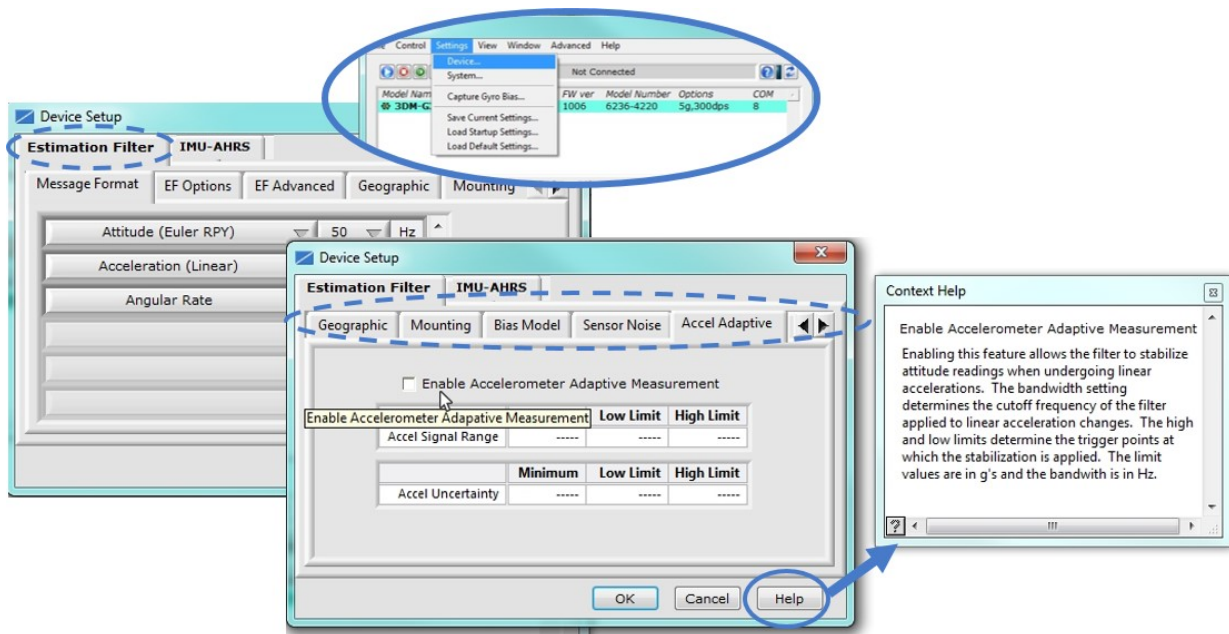 Control Settings View Window Advanced Help
Device...
System...
Capture Gyro Bias...
Save Current Settings...
Load Startup Settings...
Load Default Settings...
Not Connected
Model Nam FW ver Model Number Options COM
3DM-G 1006 6236-4220 5g,300dps 8
Device Setup
Estimation Filter IMU-AHRS
Message Format EF Options EF Advanced Geographic Mounting
Attitude (Euler RPY) 50 Hz
Acceleration (Linear)
Angular Rate
Device Setup
Estimation Filter IMU-AHRS
Geographic Mounting Bias Model Sensor Noise Accel Adaptive
Enable Accelerometer Adaptive Measurement
Enable Accelerometer Adapative Measurement
Low Limit High Limit
Accel Signal Range ----- ----- -----
Minimum Low Limit High Limit
Accel Uncertainty ----- ----- -----
OK Cancel Help
Context Help
Enable Accelerometer Adaptive Measurement
Enabling this feature allows the filter to stabilize
attitude readings when undergoing linear
accelerations. The bandwidth setting
determines the cutoff frequency of the filter
applied to linear acceleration changes. The high
and low limits determine the trigger points at
which the stabilization is applied. The limit
values are in g's and the bandwith is in Hz.
?